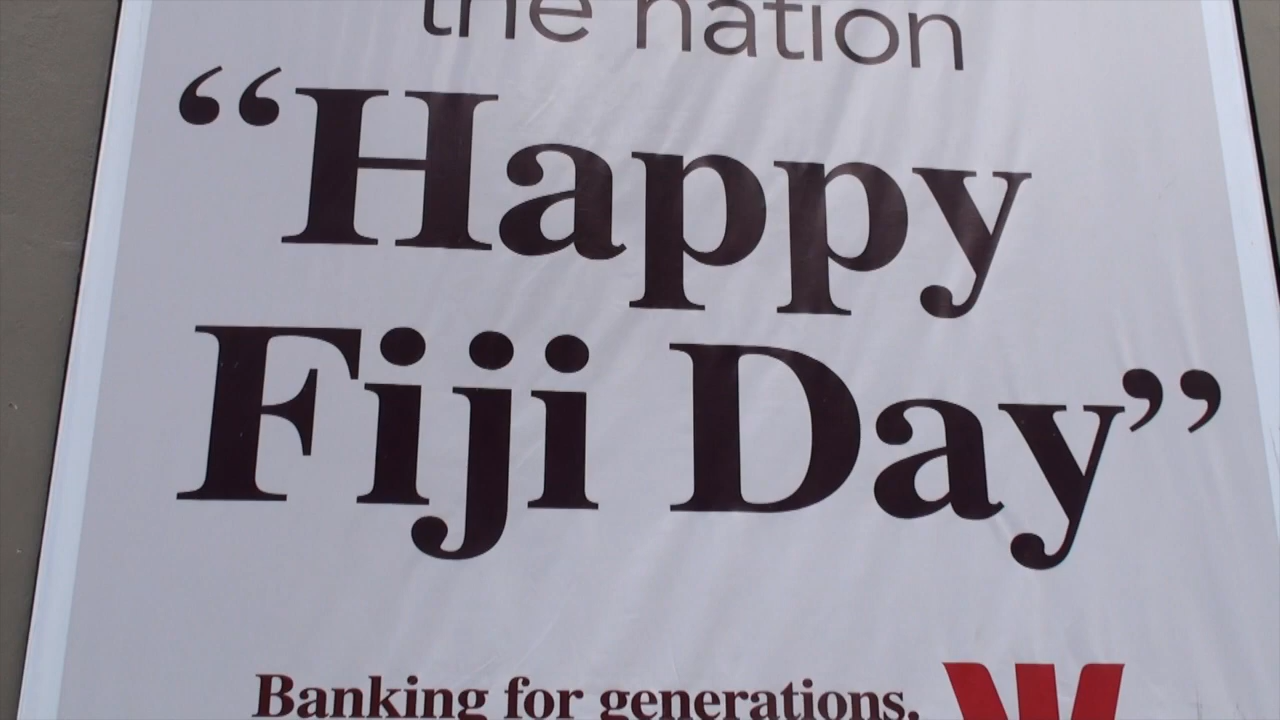 the nation
“Happy
Fiji Day”
Banking for generations.